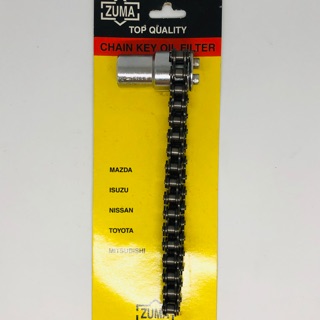 ZUMA
TOP QUALITY
CHAIN KEY OIL FILTER
MAZDA
ISUZU
NISSAN
TOYOTA
MITSUBISHI
ZUMA